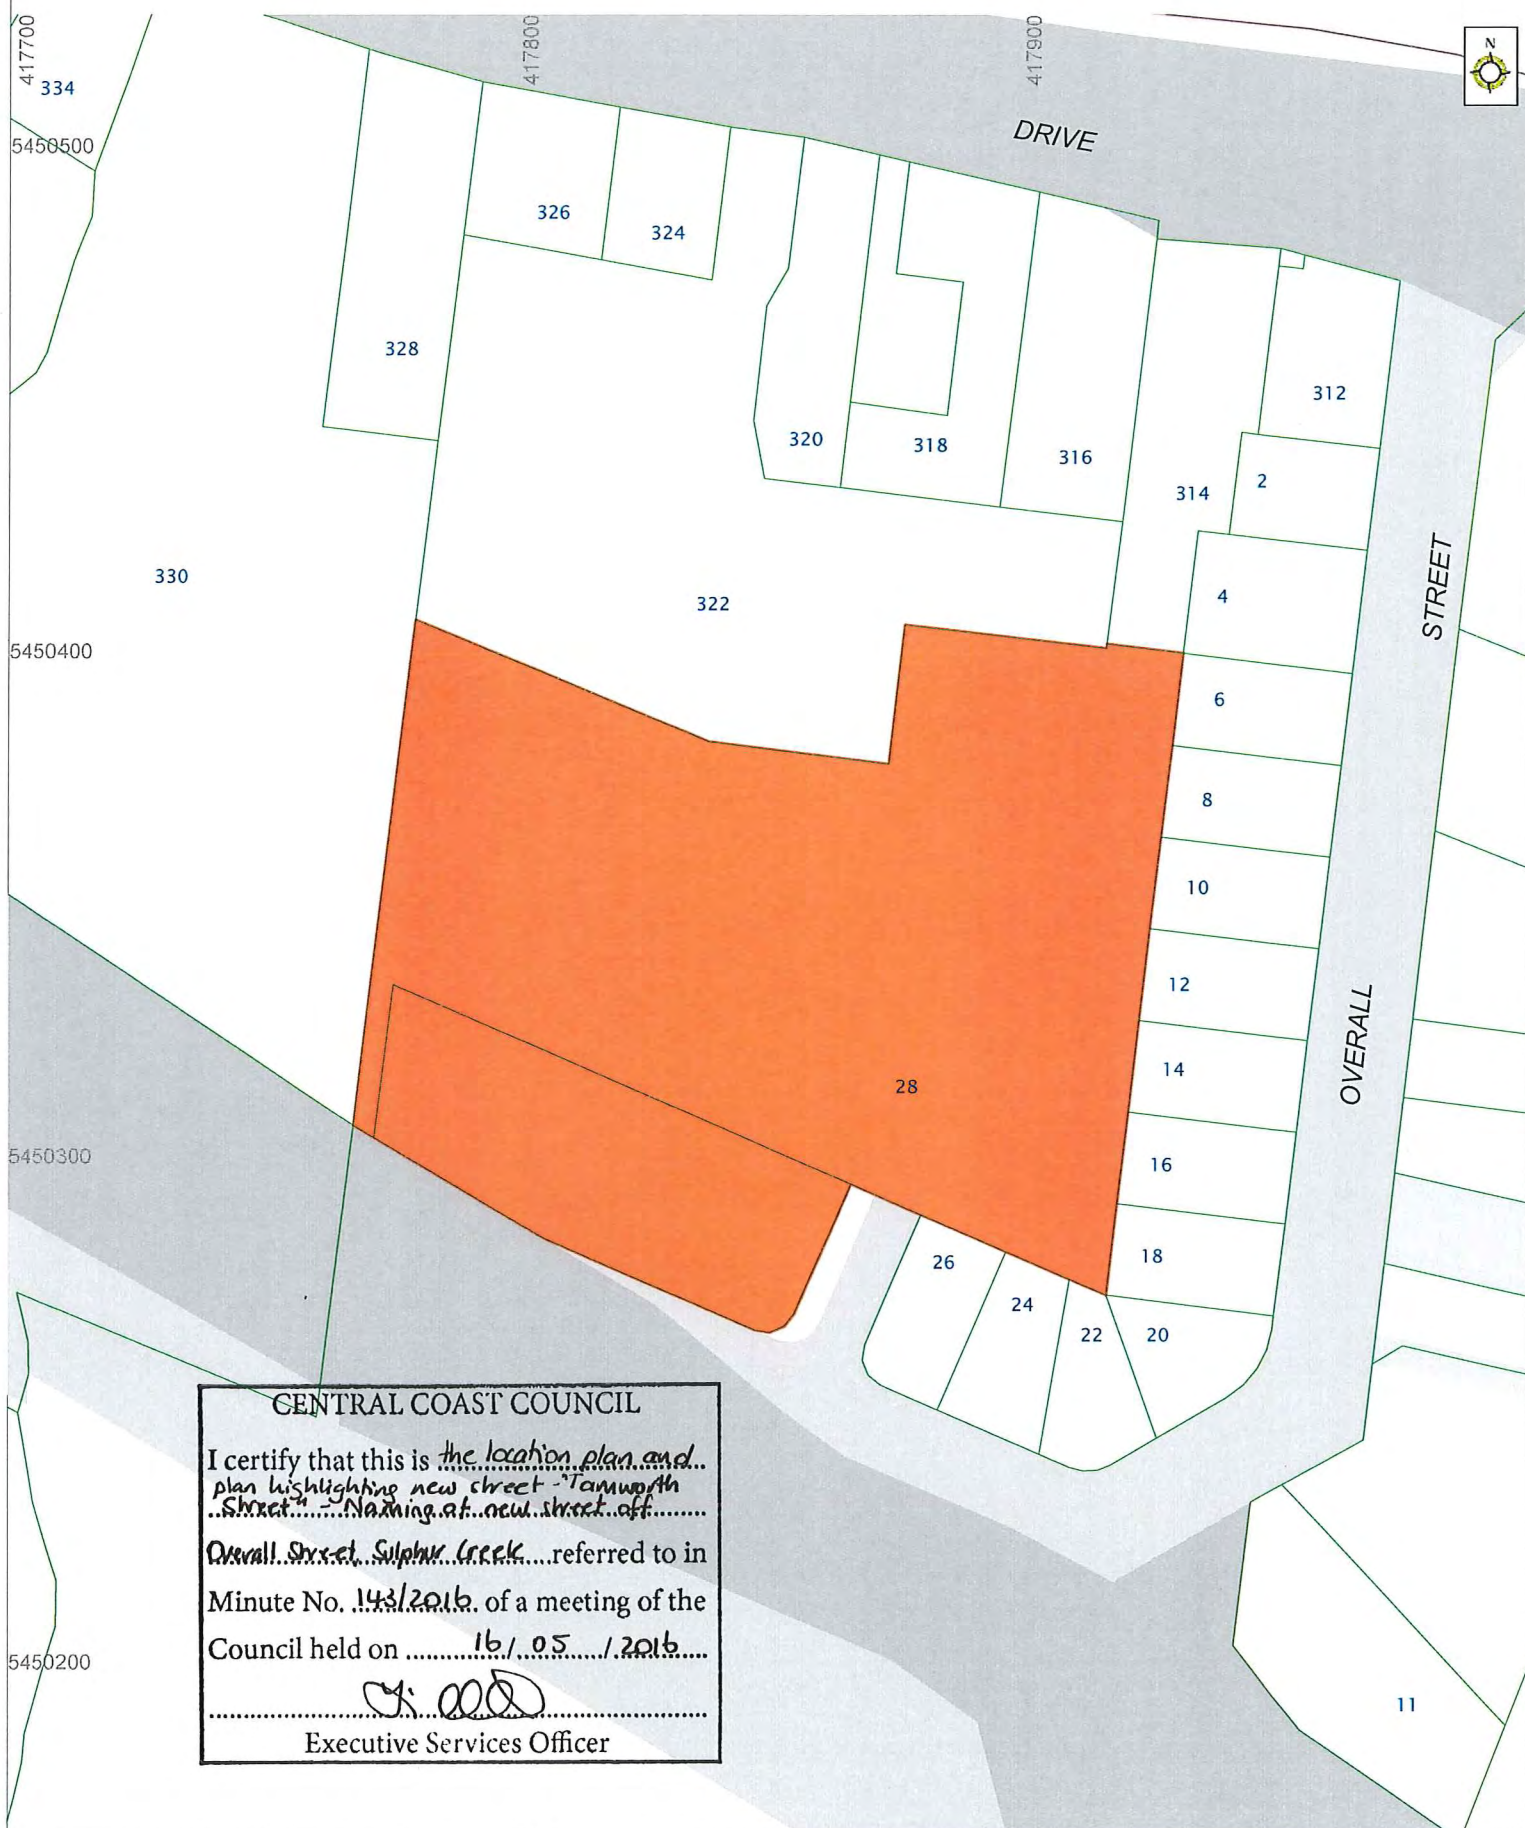 417700
417800
417900
N
334
5450500
DRIVE
326
324
328
312
320
318
316
2
314
STREET
330
322
4
5450400
6
8
10
12
OVERALL
14
28
5450300
16
18
26
24
22
20
CENTRAL COAST COUNCIL
I certify that this is the location plan and
plan highlighting new street - "Tamworth
Street" - Naming of new street off
Overall Street, Sulphur Creek referred to in
Minute No. 143/2016 of a meeting of the
Council held on 16 / 05 / 2016
Executive Services Officer
5450200
11